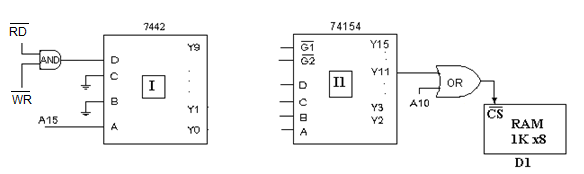 RD
WR
AND
A15
7442
D
C
B
A
I
Y9
Y1
Y0
74154
G1
G2
D
C
B
A
I1
Y15
Y11
Y3
Y2
OR
A10
CS
RAM
1K x8
D1